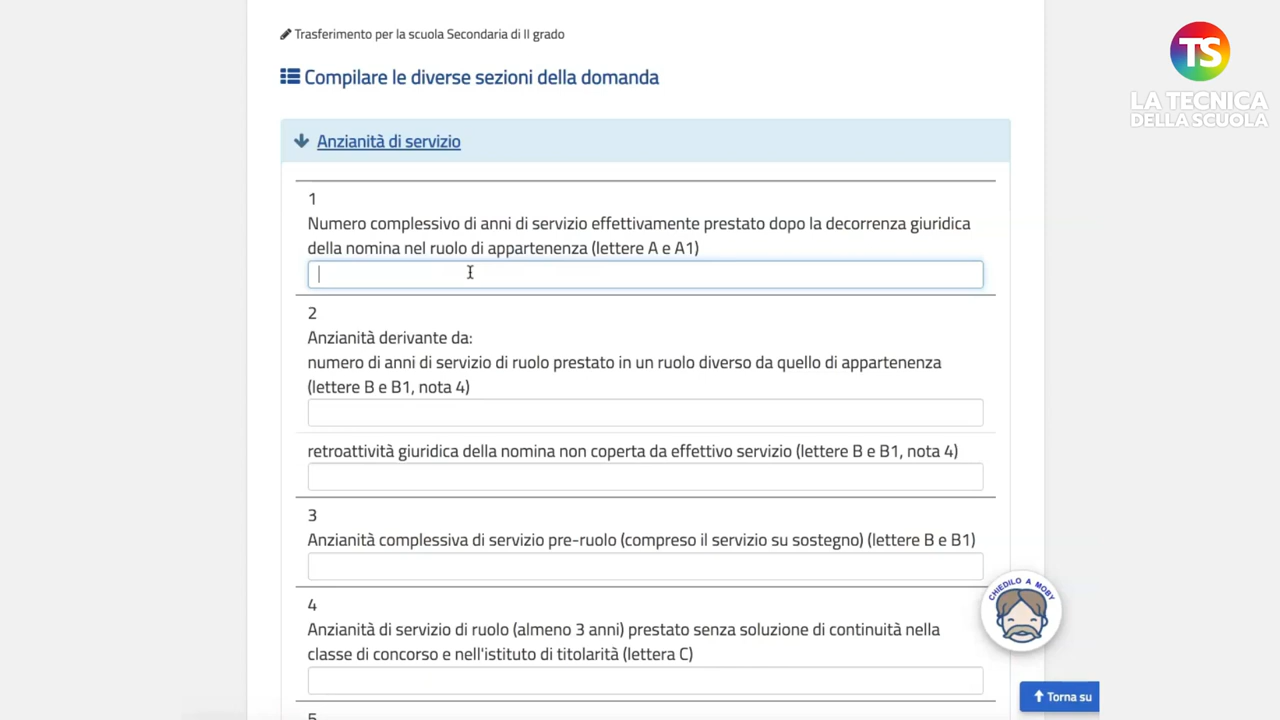 Trasferimento per la scuola Secondaria di II grado
Compilare le diverse sezioni della domanda
TS
LA TECNICA
DELLA SCUOLA
Anzianità di servizio
1
Numero complessivo di anni di servizio effettivamente prestato dopo la decorrenza giuridica
della nomina nel ruolo di appartenenza (lettere A e A1)
2
Anzianità derivante da:
numero di anni di servizio di ruolo prestato in un ruolo diverso da quello di appartenenza
(lettere B e B1, nota 4)
retroattività giuridica della nomina non coperta da effettivo servizio (lettere B e B1, nota 4)
3
Anzianità complessiva di servizio pre-ruolo (compreso il servizio su sostegno) (lettere B e B1)
4
Anzianità di servizio di ruolo (almeno 3 anni) prestato senza soluzione di continuità nella
classe di concorso e nell'istituto di titolarità (lettera C)
CHIEDILO A MOBY
Torna su
5